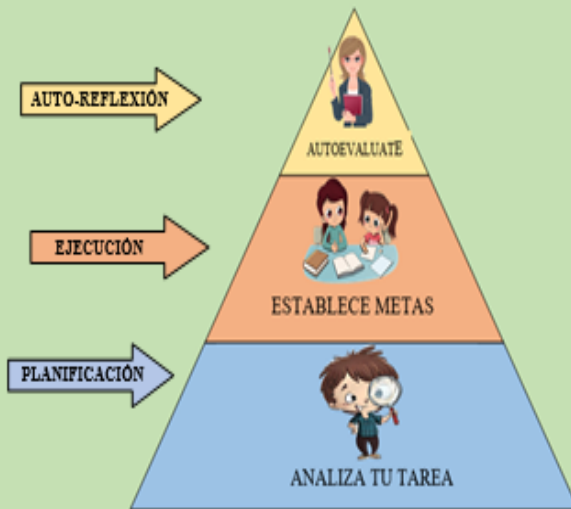 AUTO-REFLEXIÓN
AUTOEVALUATE
EJECUCIÓN
ESTABLECE METAS
PLANIFICACIÓN
ANALIZA TU TAREA